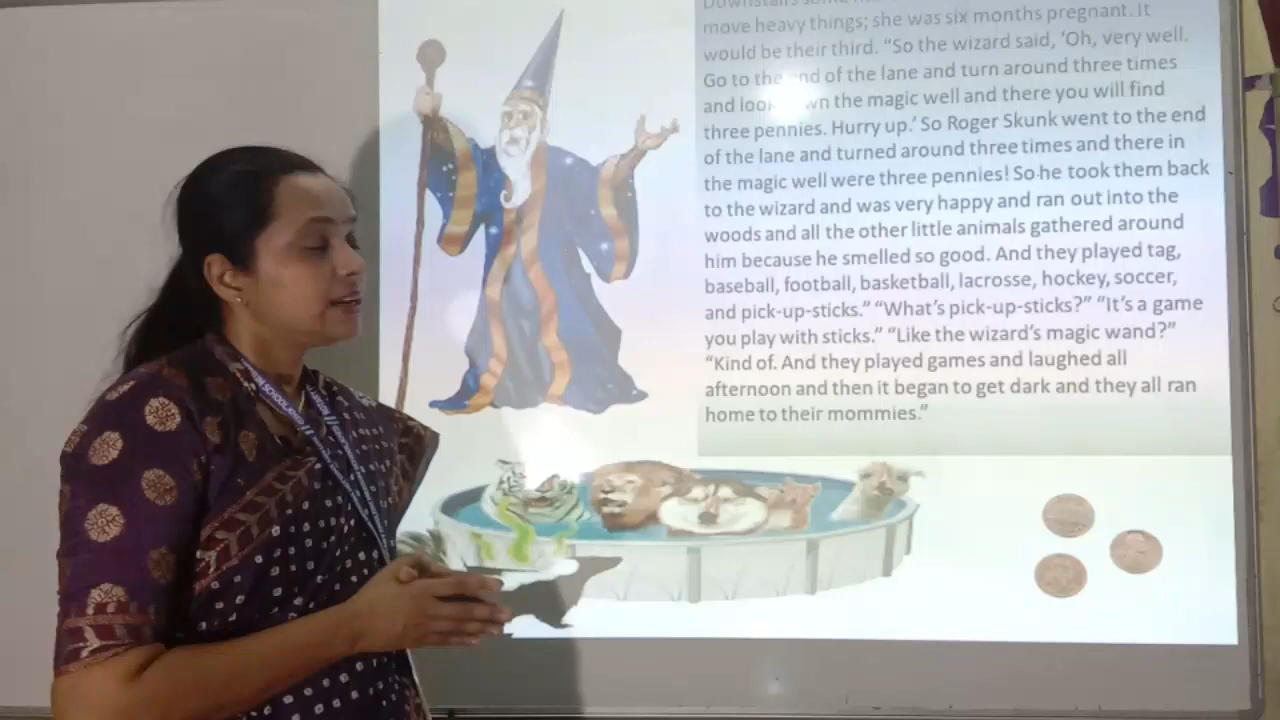 Downstairs some
move heavy things; she was six months pregnant. It
would be their third. “So the wizard said, ‘Oh, very well.
Go to the end of the lane and turn around three times
and look down the magic well and there you will find
three pennies. Hurry up.’ So Roger Skunk went to the end
of the lane and turned around three times and there in
the magic well were three pennies! So he took them back
to the wizard and was very happy and ran out into the
woods and all the other little animals gathered around
him because he smelled so good. And they played tag,
baseball, football, basketball, lacrosse, hockey, soccer,
and pick-up-sticks.” “What’s pick-up-sticks?” “It’s a game
you play with sticks.” “Like the wizard’s magic wand?”
“Kind of. And they played games and laughed all
afternoon and then it began to get dark and they all ran
home to their mommies.”